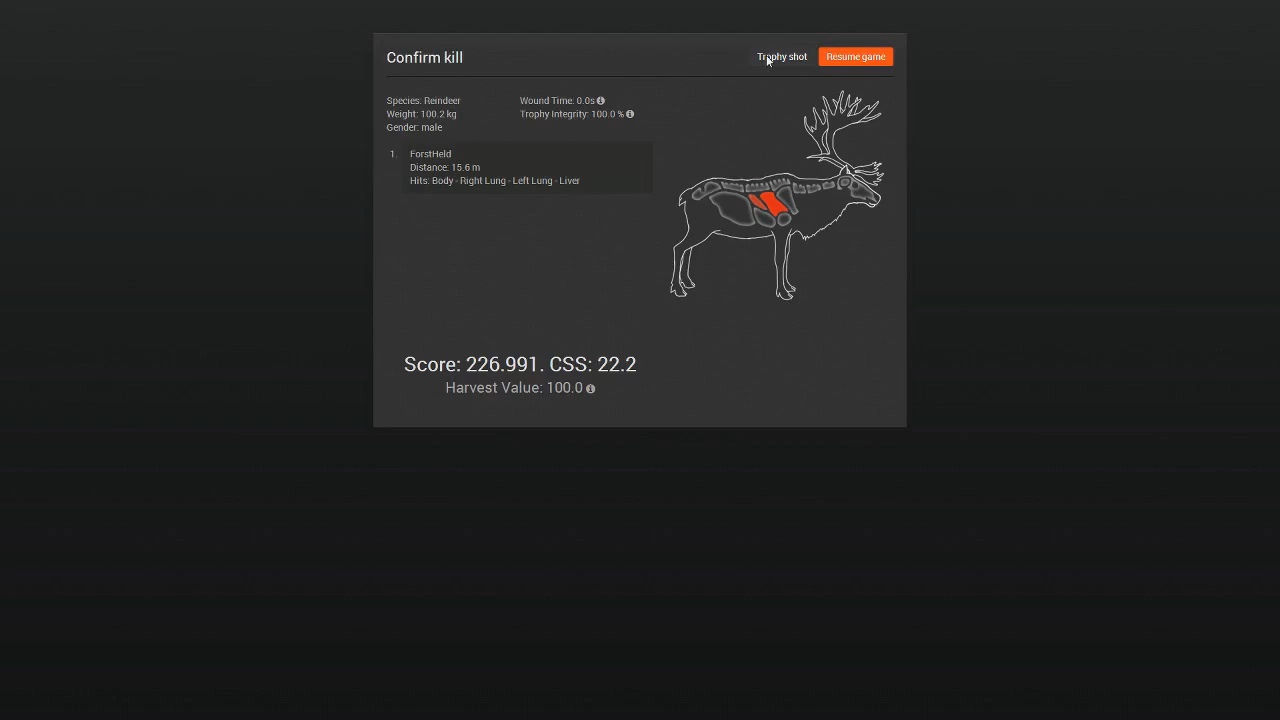 Confirm kill
Trophy shot
Resume game
Species: Reindeer
Weight: 100.2 kg
Gender: male
Wound Time: 0.0s
Trophy Integrity: 100.0 %
1.
ForstHeld
Distance: 15.6 m
Hits: Body - Right Lung - Left Lung - Liver
Score: 226.991. CSS: 22.2
Harvest Value: 100.0